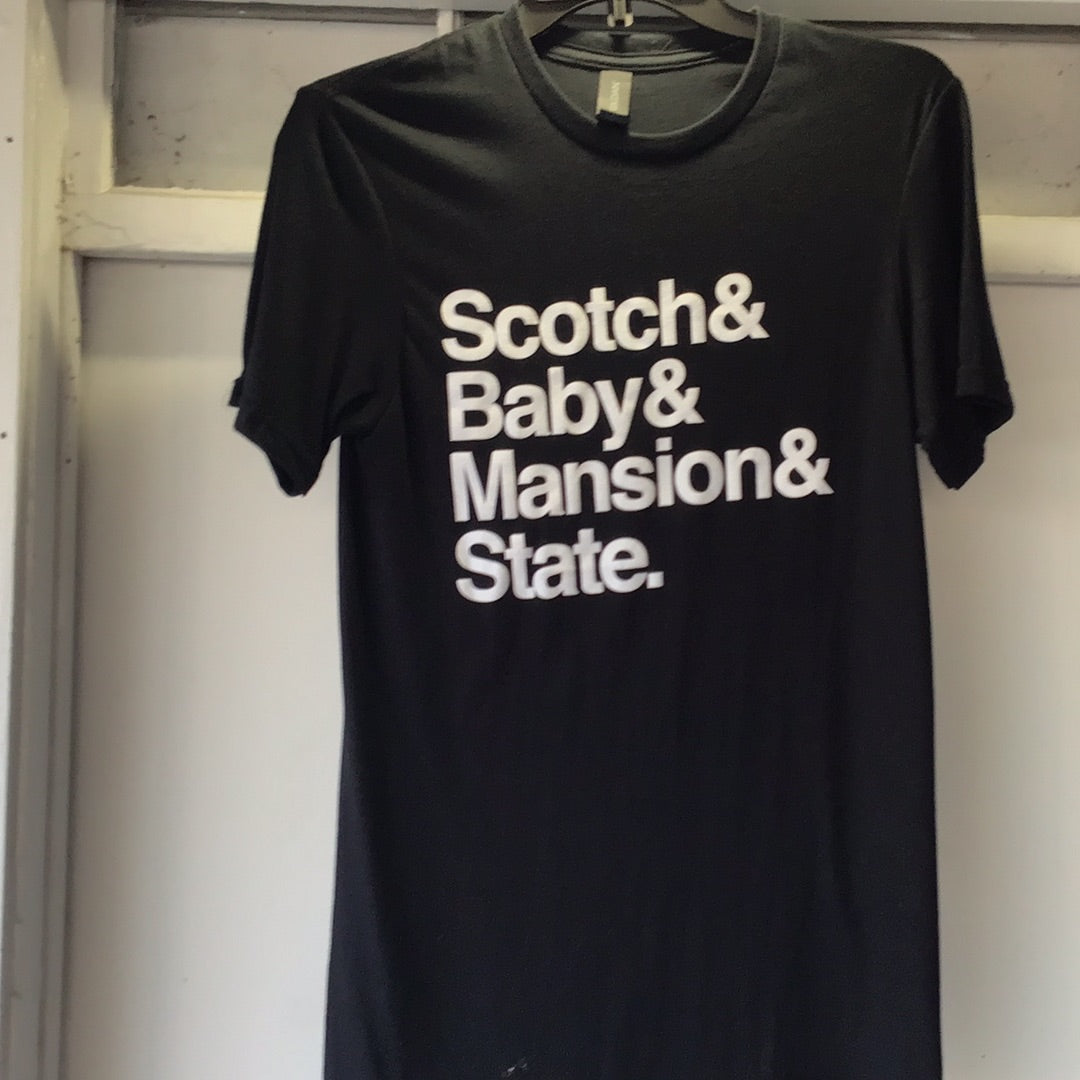 Scotch&
Baby&
Mansion&
State.